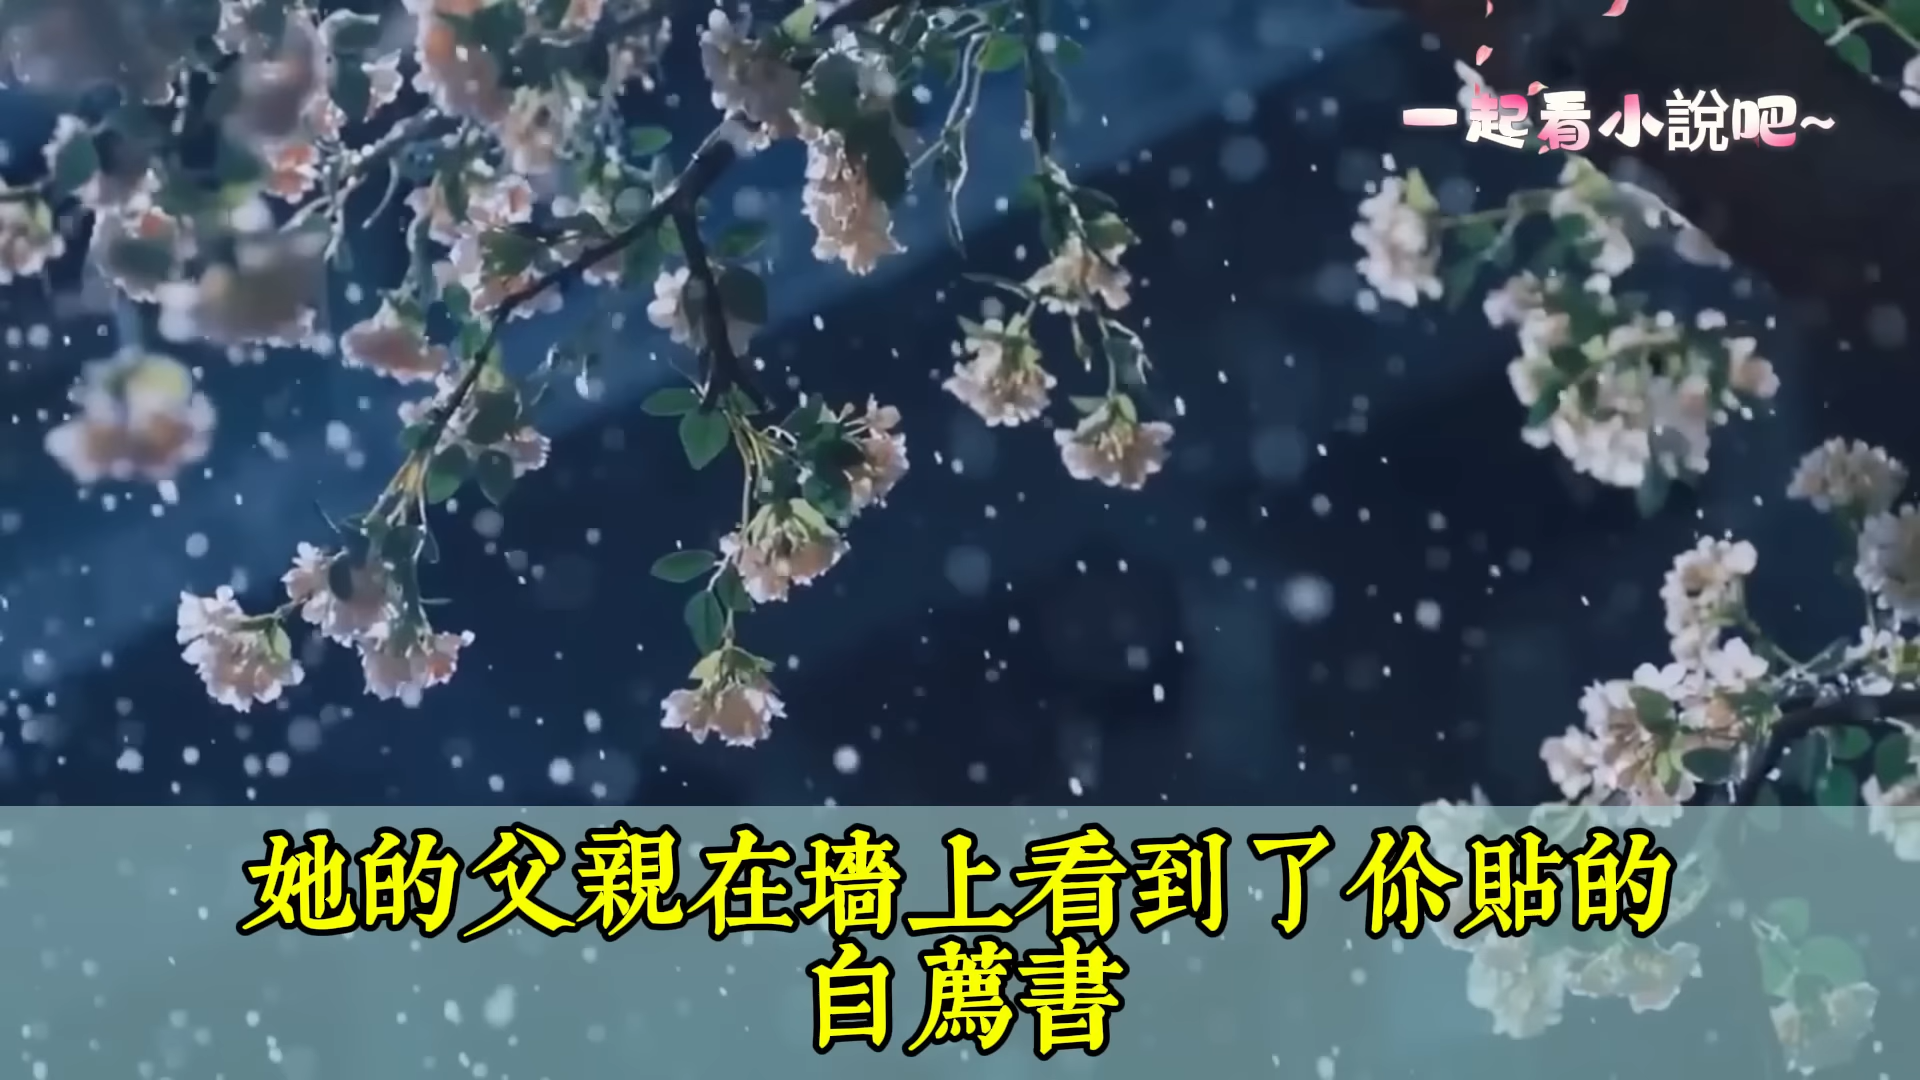 一起看小說吧~
她的父親在墻上看到了伱貼的
自薦書